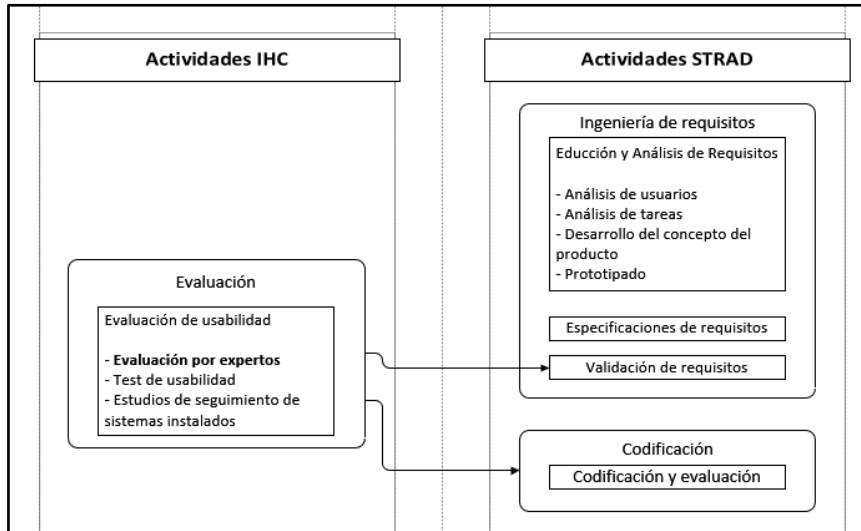 Actividades IHC
Actividades STRAD
Ingeniería de requisitos
Educción y Análisis de Requisitos
- Análisis de usuarios
- Análisis de tareas
- Desarrollo del concepto del
producto
- Prototipado
Especificaciones de requisitos
Validación de requisitos
Evaluación
Evaluación de usabilidad
- Evaluación por expertos
- Test de usabilidad
- Estudios de seguimiento de
sistemas instalados
Codificación
Codificación y evaluación